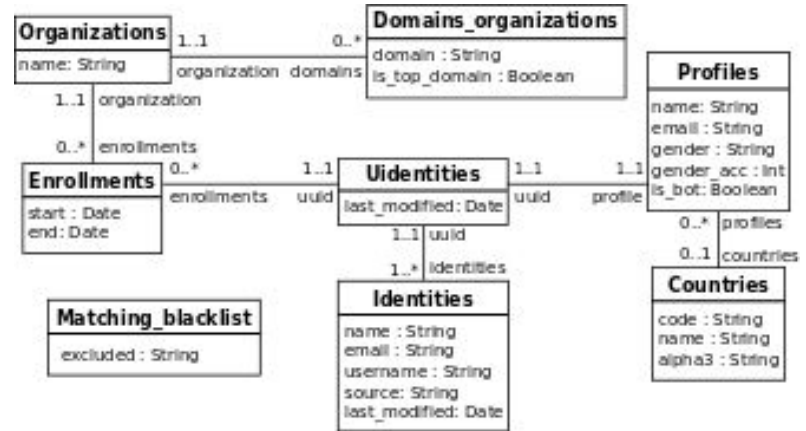 Organizations
name: String
1..1
0..*
organization
domains
Domains_organizations
domain : String
is_top_domain : Boolean
1..1
organization
0..*
enrollments
Enrollments
start : Date
end: Date
0..*
1..1
enrollments
uuid
Uidentities
last_modified: Date
1..1
1..1
uuid
profile
Profiles
name: String
email : String
gender : String
gender_acc : Int
is_bot: Boolean
0..*
profiles
0..1
countries
Countries
code : String
name : String
alpha3 : String
1..1
uuid
1..*
identities
Identities
name : String
email : String
username : String
source: String
last_modified: Date
Matching_blacklist
excluded : String